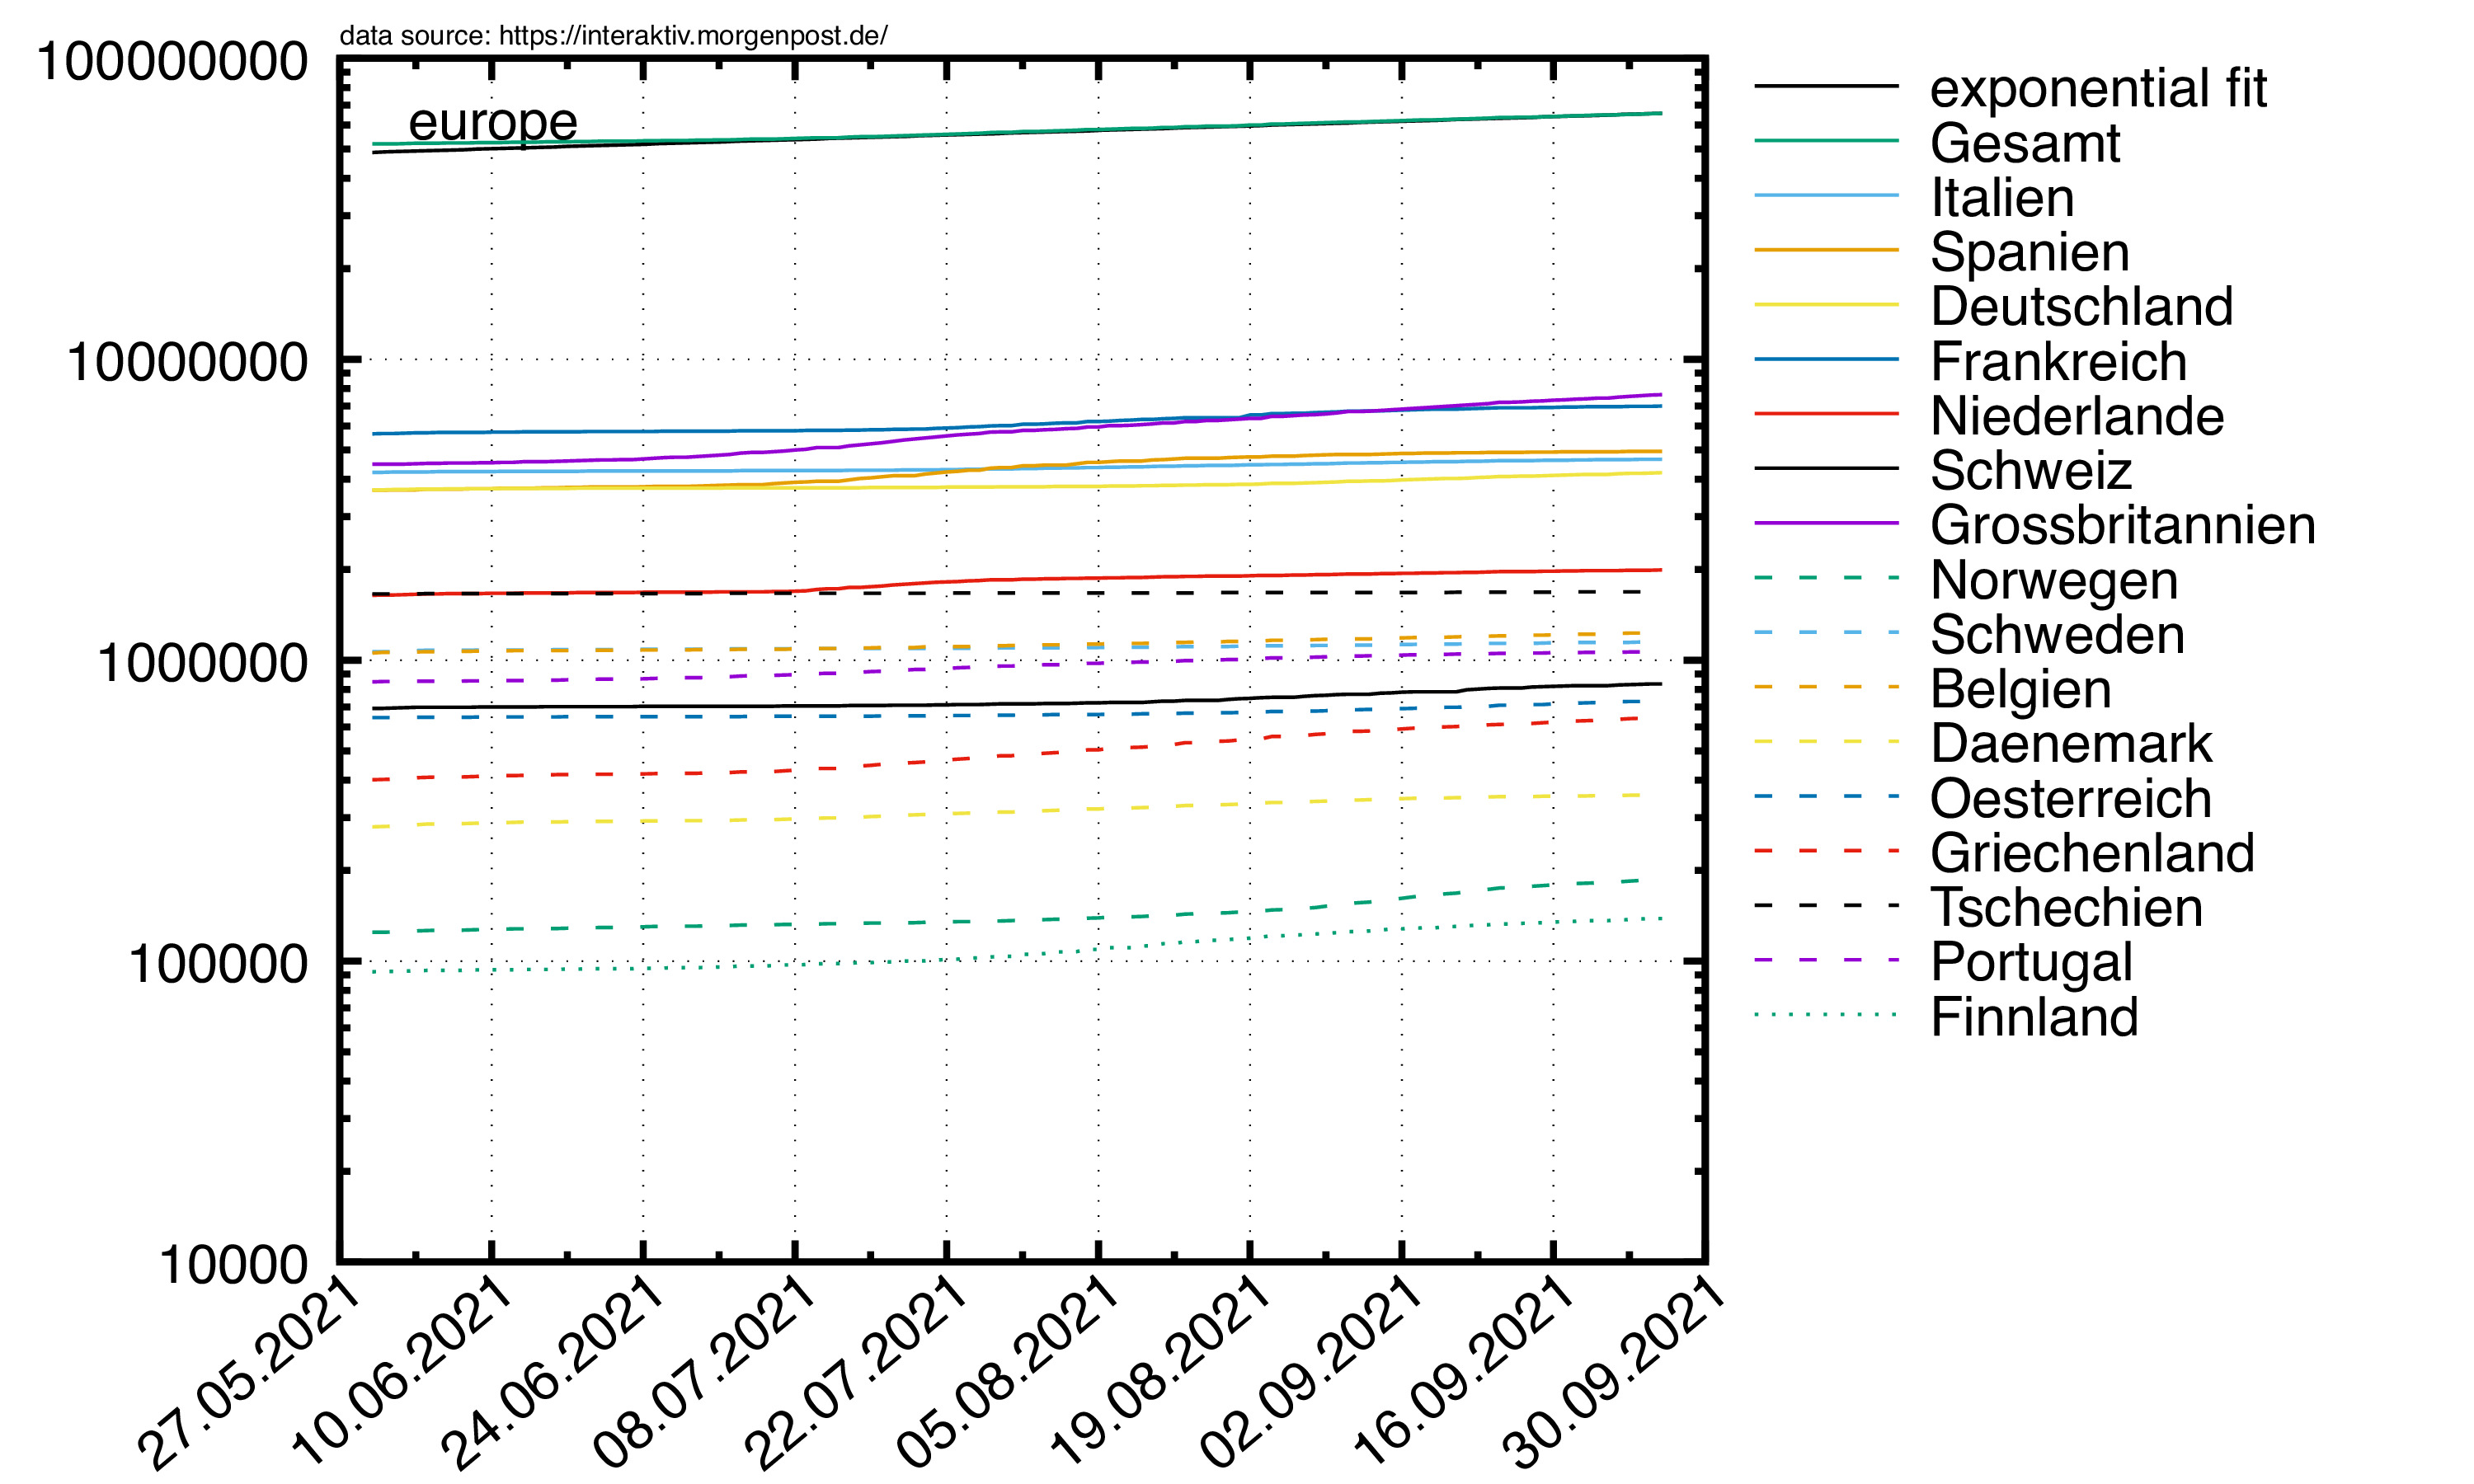 data source: https://interaktiv.morgenpost.de/
100000000
10000000
1000000
100000
10000
europe
exponential fit
Gesamt
Italien
Spanien
Deutschland
Frankreich
Niederlande
Schweiz
Grossbritannien
Norwegen
Schweden
Belgien
Daenemark
Oesterreich
Griechenland
Tschechien
Portugal
Finnland
27.05.2021
10.06.2021
24.06.2021
08.07.2021
22.07.2021
05.08.2021
19.08.2021
02.09.2021
16.09.2021
30.09.2021